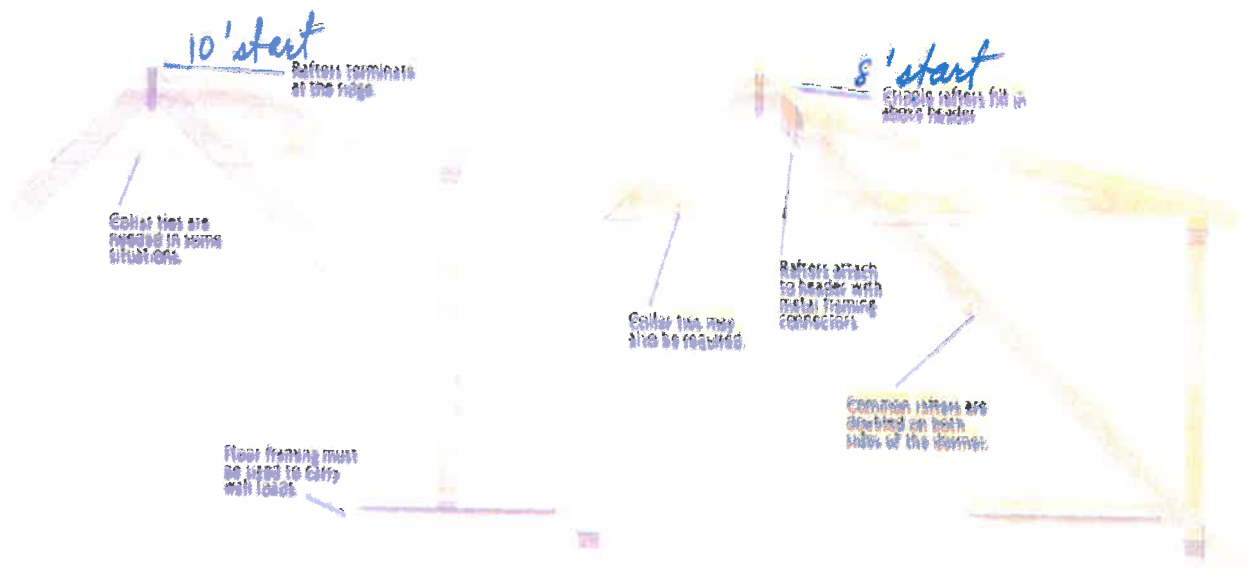 10' start
Rafters terminate
at the ridge.
Collar ties are
needed in some
situations.
Floor framing must
be sized to carry
wall loads
8' start
Cripple rafters fill in
above header
Rafters attach
to header with
metal framing
connectors
Collar ties may
also be required.
Common rafters are
doubled on both
sides of the dormer.